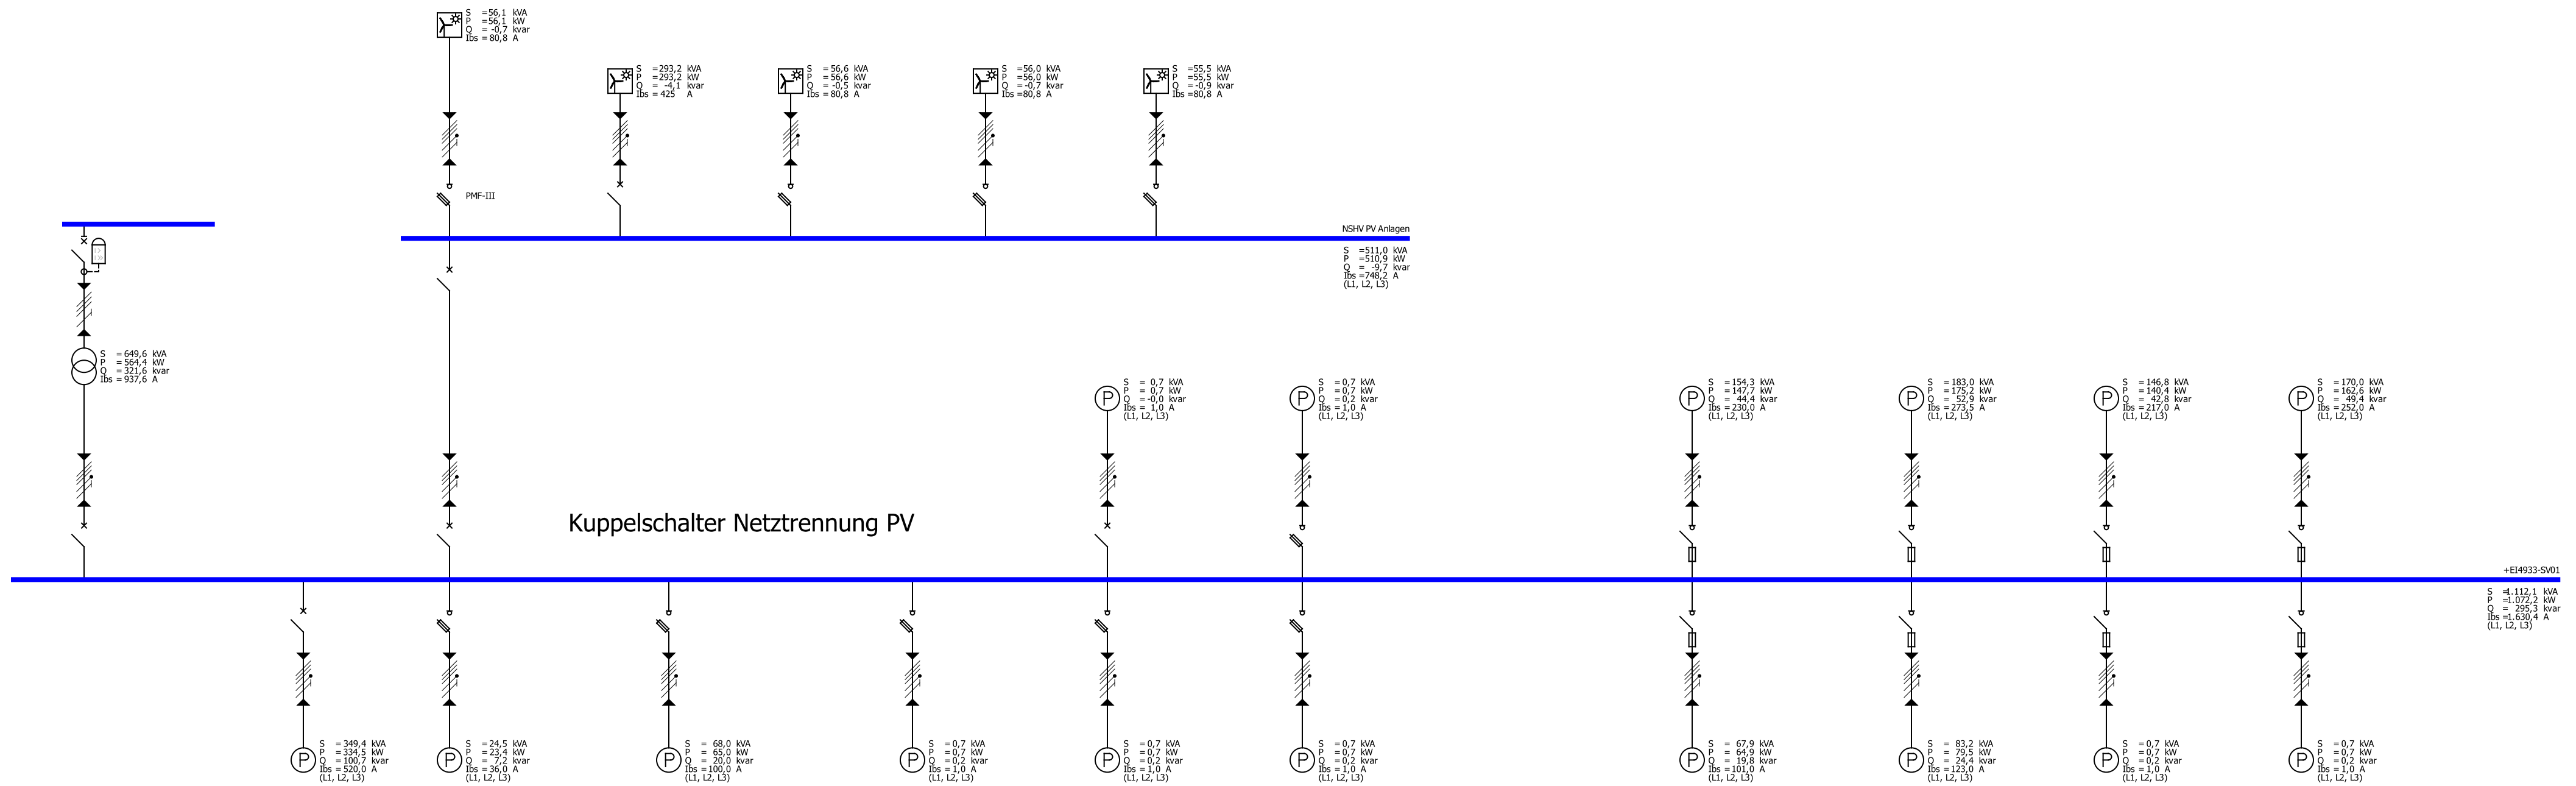 S = 56,1 kVA
P = 56,1 kW
Q = -0,7 kvar
Ibs = 80,8 A
S = 293,2 kVA
P = 293,2 kW
Q = -4,1 kvar
Ibs = 425 A
S = 56,6 kVA
P = 56,6 kW
Q = -0,5 kvar
Ibs = 80,8 A
S = 56,0 kVA
P = 56,0 kW
Q = -0,7 kvar
Ibs = 80,8 A
S = 55,5 kVA
P = 55,5 kW
Q = -0,9 kvar
Ibs = 80,8 A
PMF-III
NSHV PV Anlagen
S = 511,0 kVA
P = 510,9 kW
Q = -9,7 kvar
Ibs = 748,2 A
(L1, L2, L3)
S = 649,6 kVA
P = 564,4 kW
Q = 321,6 kvar
Ibs = 937,6 A
S = 0,7 kVA
P = 0,7 kW
Q = -0,0 kvar
Ibs = 1,0 A
(L1, L2, L3)
S = 0,7 kVA
P = 0,7 kW
Q = 0,2 kvar
Ibs = 1,0 A
(L1, L2, L3)
S = 154,3 kVA
P = 147,7 kW
Q = 44,4 kvar
Ibs = 230,0 A
(L1, L2, L3)
S = 183,0 kVA
P = 175,2 kW
Q = 52,9 kvar
Ibs = 273,5 A
(L1, L2, L3)
S = 146,8 kVA
P = 140,4 kW
Q = 42,8 kvar
Ibs = 217,0 A
(L1, L2, L3)
S = 170,0 kVA
P = 162,6 kW
Q = 49,4 kvar
Ibs = 252,0 A
(L1, L2, L3)
Kuppelschalter Netztrennung PV
+EI4933-SV01
S = 1.112,1 kVA
P = 1.072,2 kW
Q = 295,3 kvar
Ibs = 1.630,4 A
(L1, L2, L3)
S = 349,4 kVA
P = 334,5 kW
Q = 100,7 kvar
Ibs = 520,0 A
(L1, L2, L3)
S = 24,5 kVA
P = 23,4 kW
Q = 7,2 kvar
Ibs = 36,0 A
(L1, L2, L3)
S = 68,0 kVA
P = 65,0 kW
Q = 20,0 kvar
Ibs = 100,0 A
(L1, L2, L3)
S = 0,7 kVA
P = 0,7 kW
Q = 0,2 kvar
Ibs = 1,0 A
(L1, L2, L3)
S = 0,7 kVA
P = 0,7 kW
Q = 0,2 kvar
Ibs = 1,0 A
(L1, L2, L3)
S = 0,7 kVA
P = 0,7 kW
Q = 0,2 kvar
Ibs = 1,0 A
(L1, L2, L3)
S = 67,9 kVA
P = 64,9 kW
Q = 19,8 kvar
Ibs = 101,0 A
(L1, L2, L3)
S = 83,2 kVA
P = 79,5 kW
Q = 24,4 kvar
Ibs = 123,0 A
(L1, L2, L3)
S = 0,7 kVA
P = 0,7 kW
Q = 0,2 kvar
Ibs = 1,0 A
(L1, L2, L3)
S = 0,7 kVA
P = 0,7 kW
Q = 0,2 kvar
Ibs = 1,0 A
(L1, L2, L3)